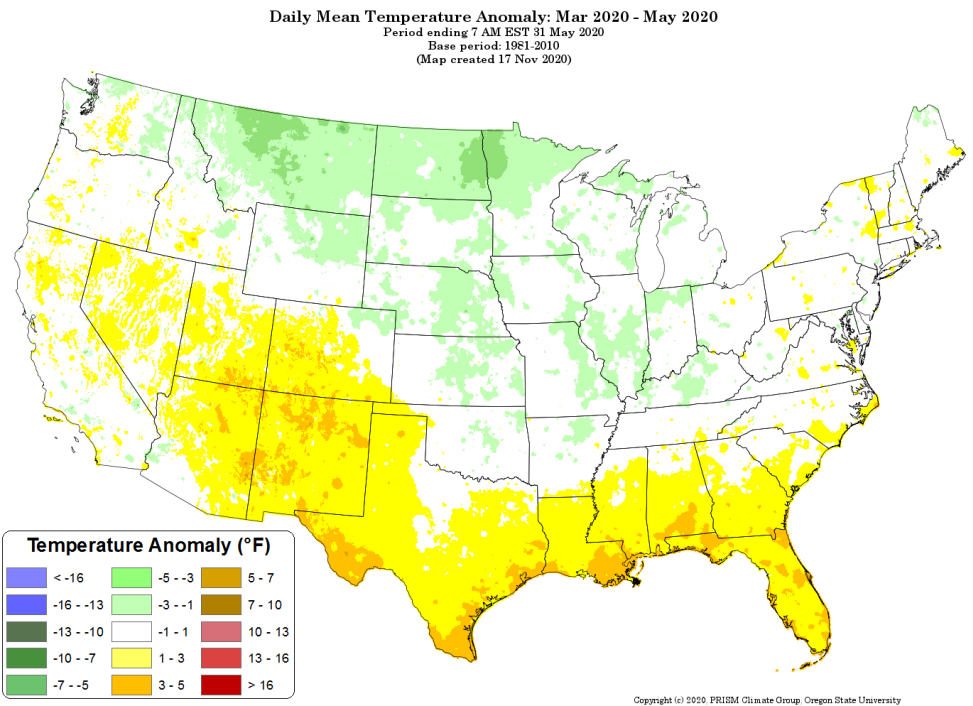 Daily Mean Temperature Anomaly: Mar 2020 - May 2020
Period ending 7 AM EST 31 May 2020
Base period: 1981-2010
(Map created 17 Nov 2020)
Temperature Anomaly (°F)
< -16
-16 - -13
-13 - -10
-10 - -7
-7 - -5
-5 - -3
-3 - -1
-1 - 1
1 - 3
3 - 5
5 - 7
7 - 10
10 - 13
13 - 16
> 16
Copyright (c) 2020, PRISM Climate Group, Oregon State University